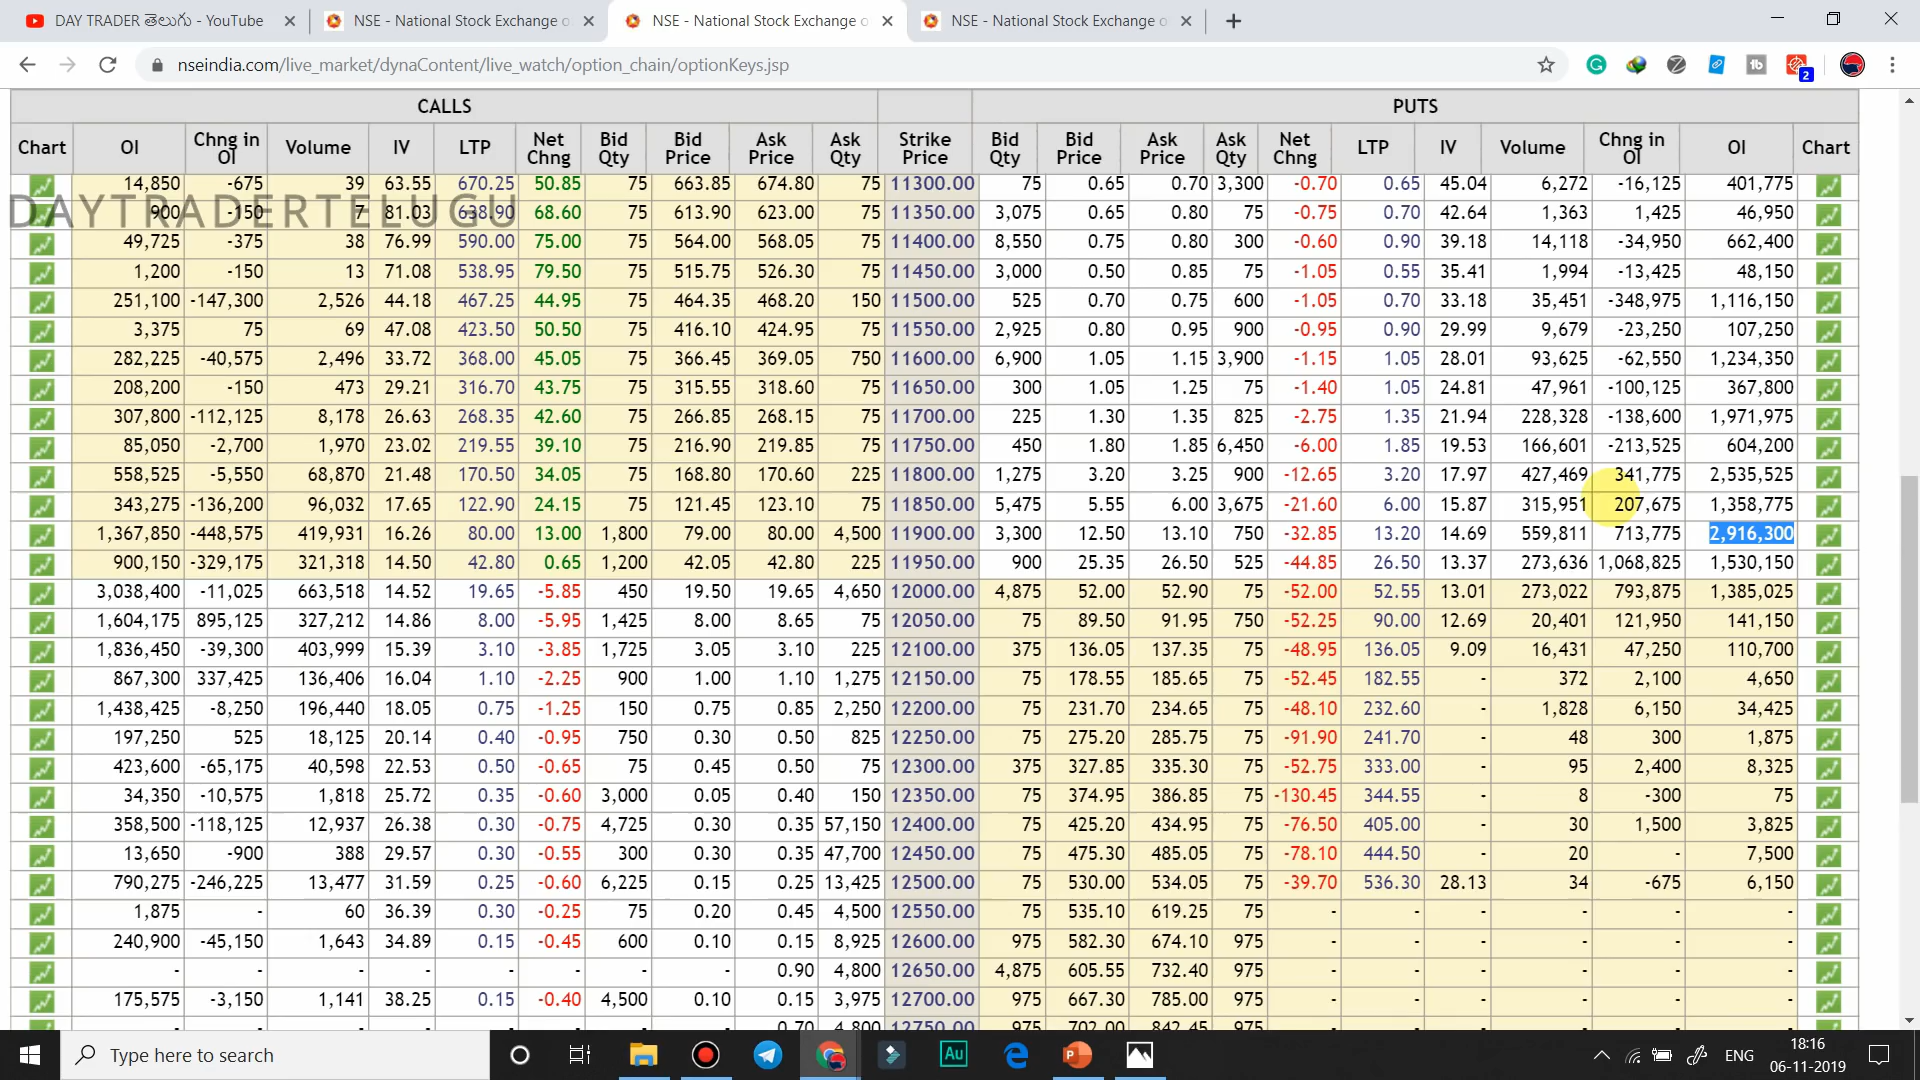 DAY TRADER తెలుగు - YouTube
NSE - National Stock Exchange o
NSE - National Stock Exchange o
NSE - National Stock Exchange o
nseindia.com/live_market/dynaContent/live_watch/option_chain/optionKeys.jsp
2
CALLS PUTS
Chart OI Chng in OI Volume IV LTP Net Chng Bid Qty Bid Price Ask Price Ask Qty Strike Price Bid Qty Bid Price Ask Price Ask Qty Net Chng LTP IV Volume Chng in OI OI Chart
14,850 -675 39 63.55 670.25 50.85 75 663.85 674.80 75 11300.00 75 0.65 0.70 3,300 -0.70 0.65 45.04 6,272 -16,125 401,775
DAYTRADERTELUGU
900 -150 7 81.03 638.90 68.60 75 613.90 623.00 75 11350.00 3,075 0.65 0.80 75 -0.75 0.70 42.64 1,363 1,425 46,950
49,725 -375 38 76.99 590.00 75.00 75 564.00 568.05 75 11400.00 8,550 0.75 0.80 300 -0.60 0.90 39.18 14,118 -34,950 662,400
1,200 -150 13 71.08 538.95 79.50 75 515.75 526.30 75 11450.00 3,000 0.50 0.85 75 -1.05 0.55 35.41 1,994 -13,425 48,150
251,100 -147,300 2,526 44.18 467.25 44.95 75 464.35 468.20 150 11500.00 525 0.70 0.75 600 -1.05 0.70 33.18 35,451 -348,975 1,116,150
3,375 75 69 47.08 423.50 50.50 75 416.10 424.95 75 11550.00 2,925 0.80 0.95 900 -0.95 0.90 29.99 9,679 -23,250 107,250
282,225 -40,575 2,496 33.72 368.00 45.05 75 366.45 369.05 750 11600.00 6,900 1.05 1.15 3,900 -1.15 1.05 28.01 93,625 -62,550 1,234,350
208,200 -150 473 29.21 316.70 43.75 75 315.55 318.60 75 11650.00 300 1.05 1.25 75 -1.40 1.05 24.81 47,961 -100,125 367,800
307,800 -112,125 8,178 26.63 268.35 42.60 75 266.85 268.15 75 11700.00 225 1.30 1.35 825 -2.75 1.35 21.94 228,328 -138,600 1,971,975
85,050 -2,700 1,970 23.02 219.55 39.10 75 216.90 219.85 75 11750.00 450 1.80 1.85 6,450 -6.00 1.85 19.53 166,601 -213,525 604,200
558,525 -5,550 68,870 21.48 170.50 34.05 75 168.80 170.60 225 11800.00 1,275 3.20 3.25 900 -12.65 3.20 17.97 427,469 341,775 2,535,525
343,275 -136,200 96,032 17.65 122.90 24.15 75 121.45 123.10 75 11850.00 5,475 5.55 6.00 3,675 -21.60 6.00 15.87 315,951 207,675 1,358,775
1,367,850 -448,575 419,931 16.26 80.00 13.00 1,800 79.00 80.00 4,500 11900.00 3,300 12.50 13.10 750 -32.85 13.20 14.69 559,811 713,775 2,916,300
900,150 -329,175 321,318 14.50 42.80 0.65 1,200 42.05 42.80 225 11950.00 900 25.35 26.50 525 -44.85 26.50 13.37 273,636 1,068,825 1,530,150
3,038,400 -11,025 663,518 14.52 19.65 -5.85 450 19.50 19.65 4,650 12000.00 4,875 52.00 52.90 75 -52.00 52.55 13.01 273,022 793,875 1,385,025
1,604,175 895,125 327,212 14.86 8.00 -5.95 1,425 8.00 8.65 75 12050.00 75 89.50 91.95 750 -52.25 90.00 12.69 20,401 121,950 141,150
1,836,450 -39,300 403,999 15.39 3.10 -3.85 1,725 3.05 3.10 225 12100.00 375 136.05 137.35 75 -48.95 136.05 9.09 16,431 47,250 110,700
867,300 337,425 136,406 16.04 1.10 -2.25 900 1.00 1.10 1,275 12150.00 75 178.55 185.65 75 -52.45 182.55 - 372 2,100 4,650
1,438,425 -8,250 196,440 18.05 0.75 -1.25 150 0.75 0.85 2,250 12200.00 75 231.70 234.65 75 -48.10 232.60 - 1,828 6,150 34,425
197,250 525 18,125 20.14 0.40 -0.95 750 0.30 0.50 825 12250.00 75 275.20 285.75 75 -91.90 241.70 - 48 300 1,875
423,600 -65,175 40,598 22.53 0.50 -0.65 75 0.45 0.50 75 12300.00 375 327.85 335.30 75 -52.75 333.00 - 95 2,400 8,325
34,350 -10,575 1,818 25.72 0.35 -0.60 3,000 0.05 0.40 150 12350.00 75 374.95 386.85 75 -130.45 344.55 - 8 -300 75
358,500 -118,125 12,937 26.38 0.30 -0.75 4,725 0.30 0.35 57,150 12400.00 75 425.20 434.95 75 -76.50 405.00 - 30 1,500 3,825
13,650 -900 388 29.57 0.30 -0.55 300 0.30 0.35 47,700 12450.00 75 475.30 485.05 75 -78.10 444.50 - 20 - 7,500
790,275 -246,225 13,477 31.59 0.25 -0.60 6,225 0.15 0.25 13,425 12500.00 75 530.00 534.05 75 -39.70 536.30 28.13 34 -675 6,150
1,875 - 60 36.39 0.30 -0.25 75 0.20 0.45 4,500 12550.00 75 535.10 619.25 75 - - - - - -
240,900 -45,150 1,643 34.89 0.15 -0.45 600 0.10 0.15 8,925 12600.00 975 582.30 674.10 975 - - - - - -
- - - - - - - - 0.90 4,800 12650.00 4,875 605.55 732.40 975 - - - - - -
175,575 -3,150 1,141 38.25 0.15 -0.40 4,500 0.10 0.15 3,975 12700.00 975 667.30 785.00 975 - - - - - -
- - - - - - - - 0.70 4,800 12750.00 975 702.00 842.45 975 - - - - - -
Type here to search
ENG
18:16
06-11-2019